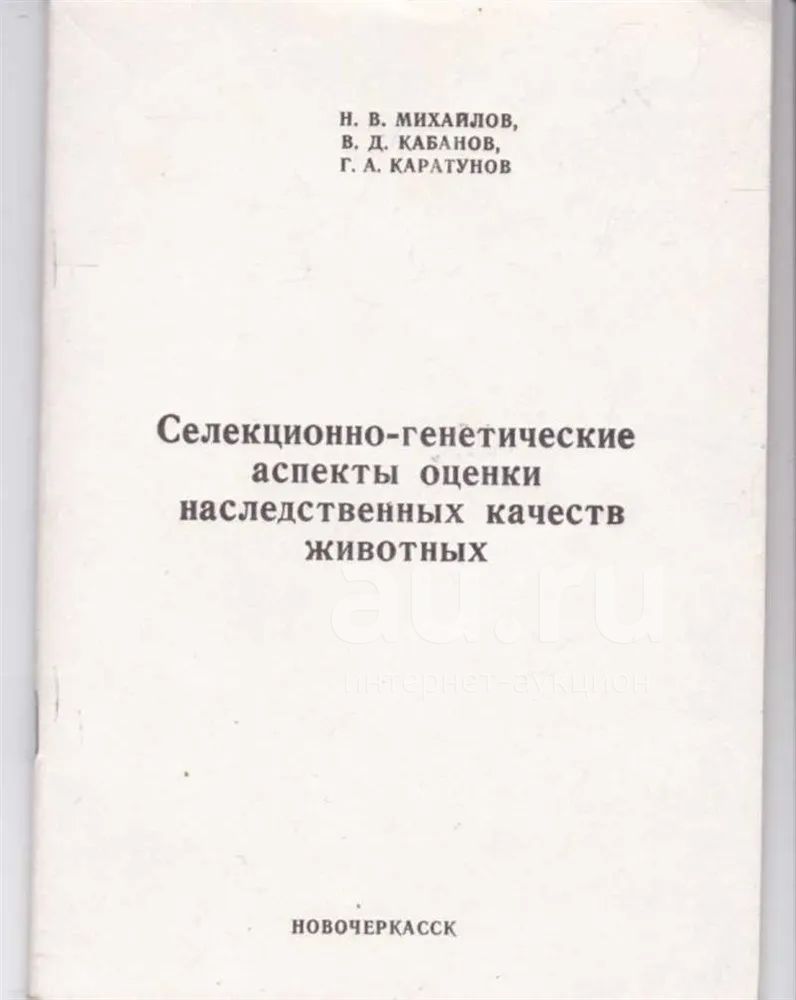 Н. В. МИХАЙЛОВ,
В. Д. КАБАНОВ,
Г. А. КАРАТУНОВ
Селекционно-генетические
аспекты оценки
наследственных качеств
животных
au.ru
интернет-аукцион
НОВОЧЕРКАССК